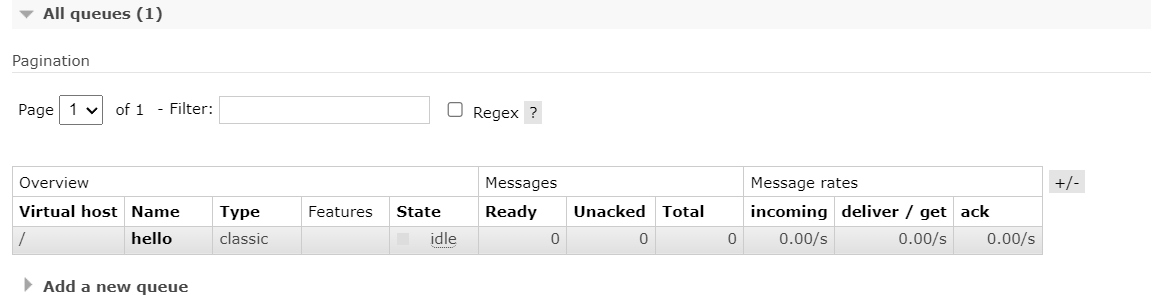 All queues (1)
Pagination
Page 1 of 1 - Filter: Regex ?
Overview Messages Message rates +/-
Virtual host Name Type Features State Ready Unacked Total incoming deliver / get ack
/ hello classic idle 0 0 0 0.00/s 0.00/s 0.00/s
Add a new queue